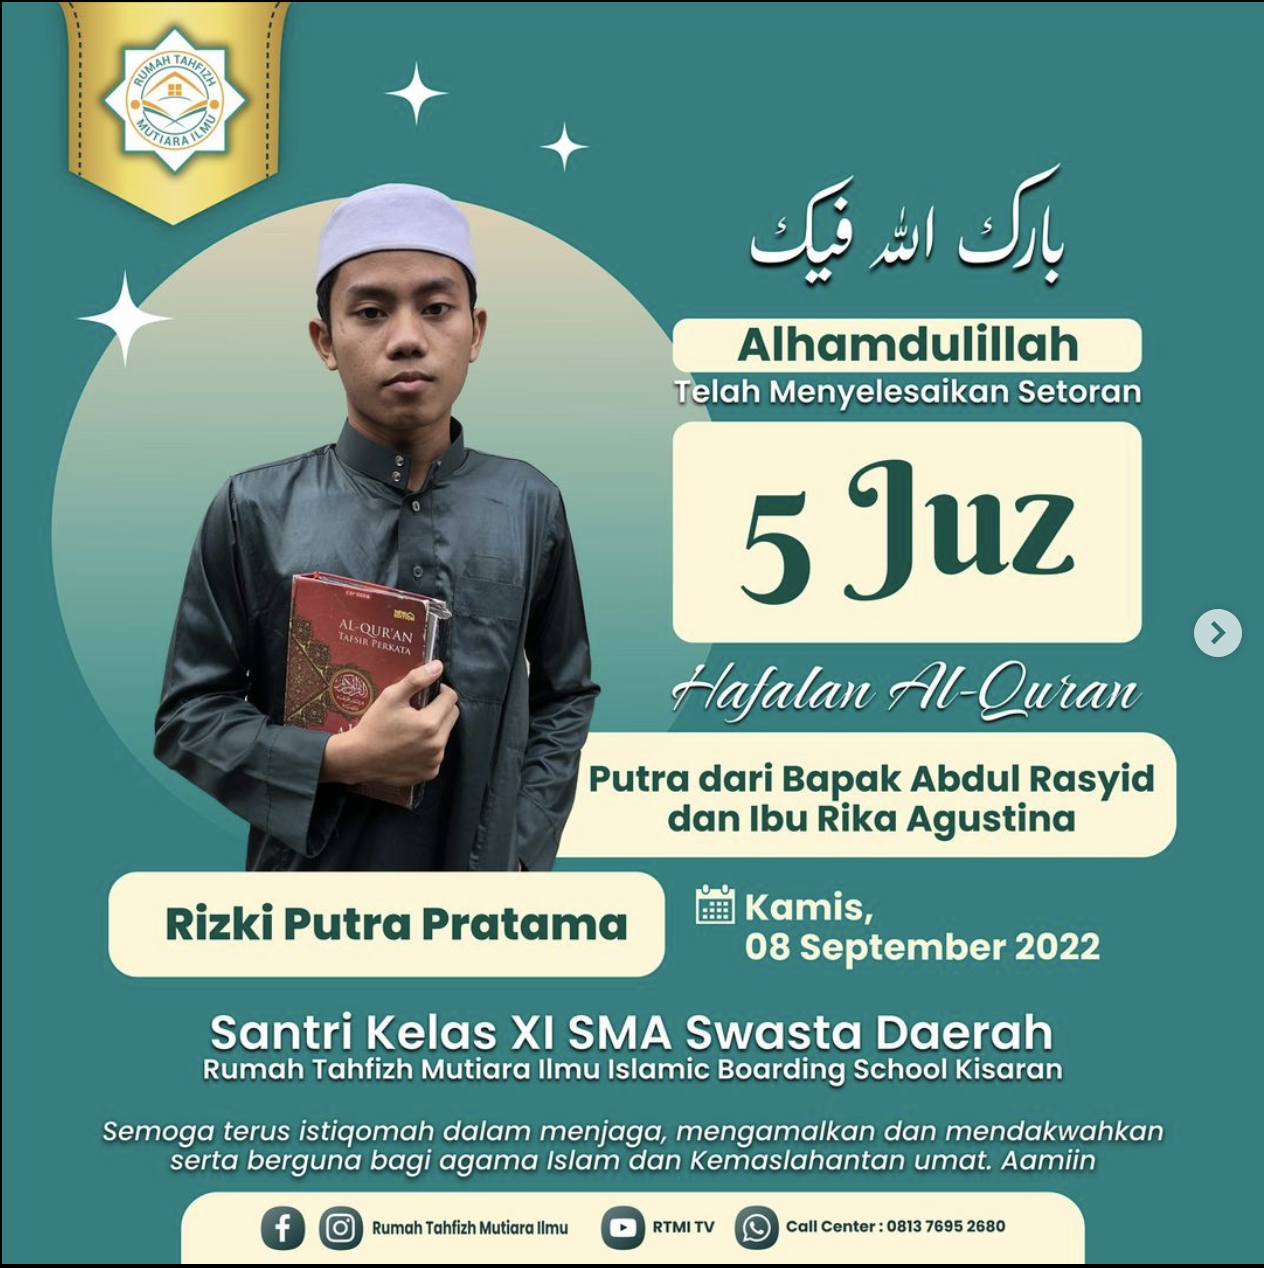 RUMAH TAHFIZH
MUTIARA ILMU
بارك الله فيك
Alhamdulillah
Telah Menyelesaikan Setoran
5 Juz
Hafalan Al-Quran
AL-QUR'AN
TAFSIR PERKATA
Putra dari Bapak Abdul Rasyid
dan Ibu Rika Agustina
Rizki Putra Pratama
Kamis,
08 September 2022
Santri Kelas XI SMA Swasta Daerah
Rumah Tahfizh Mutiara Ilmu Islamic Boarding School Kisaran
Semoga terus istiqomah dalam menjaga, mengamalkan dan mendakwahkan
serta berguna bagi agama Islam dan Kemaslahantan umat. Aamiin
Rumah Tahfizh Mutiara Ilmu RTMI TV Call Center : 0813 7695 2680